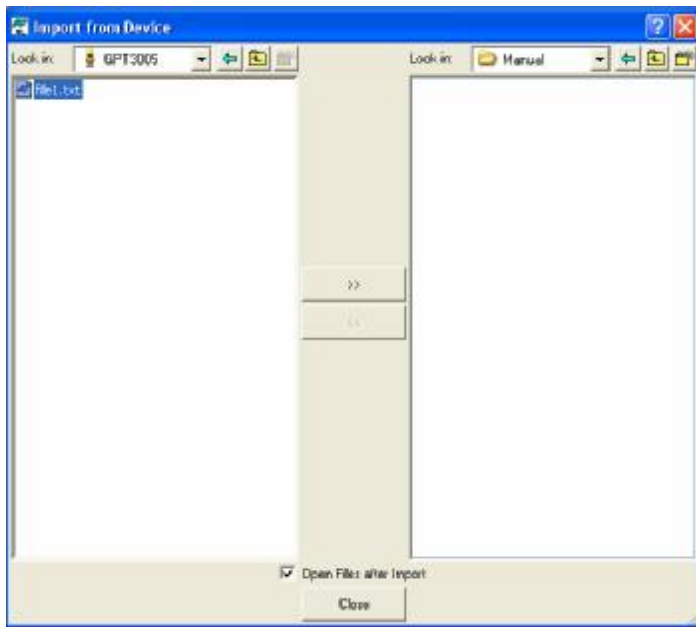 Import from Device
Look in: GPT3005
Look in: Manual
file1.txt
>>
<<
Open Files after Import
Close